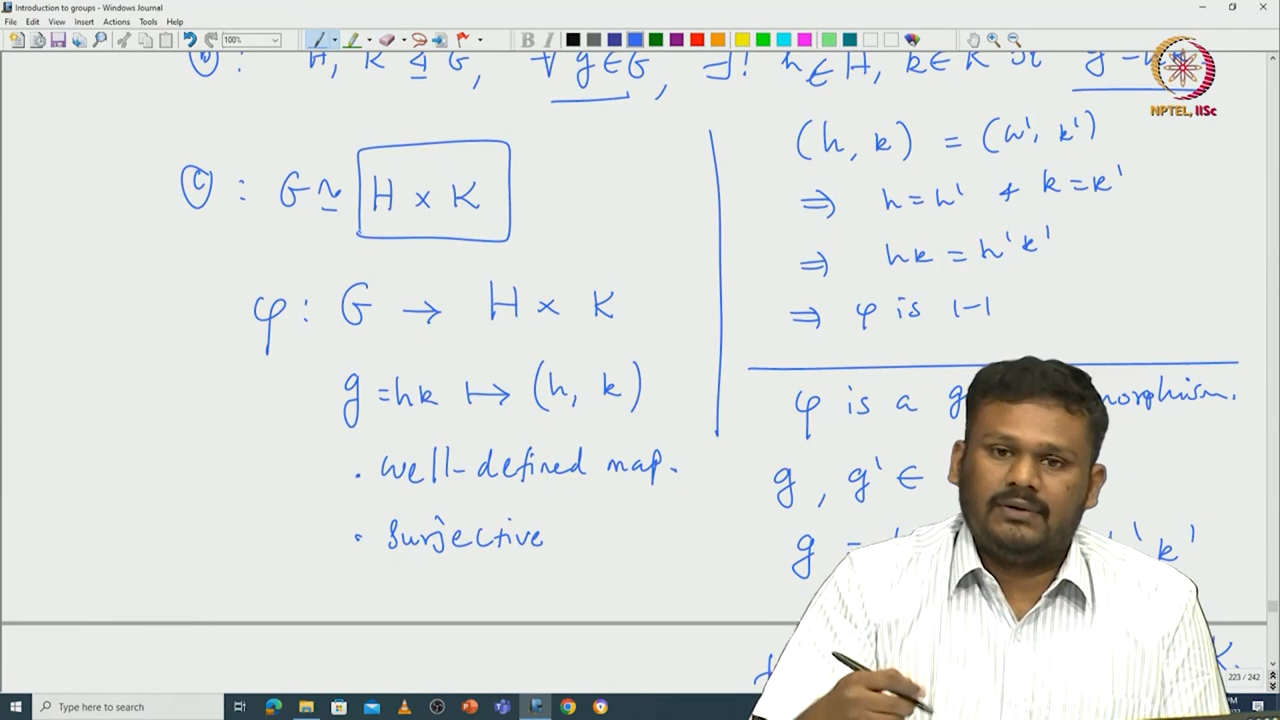 Introduction to groups - Windows Journal
File Edit View Insert Actions Tools Help
100%
B I
NPTEL, IISc
H, K ⊴ G, ∀ g ∈ G, ∃! h ∈ H, k ∈ K
ⓒ : G ≃ H × K
φ : G → H × K
g = hk ↦ (h, k)
. well-defined map.
. Surjective
(h, k) = (h', k')
⇒ h = h' & k = k'
⇒ hk = h'k'
⇒ φ is 1-1
φ is a
g, g' ∈
g =
k'
K.
223 / 242
Type here to search